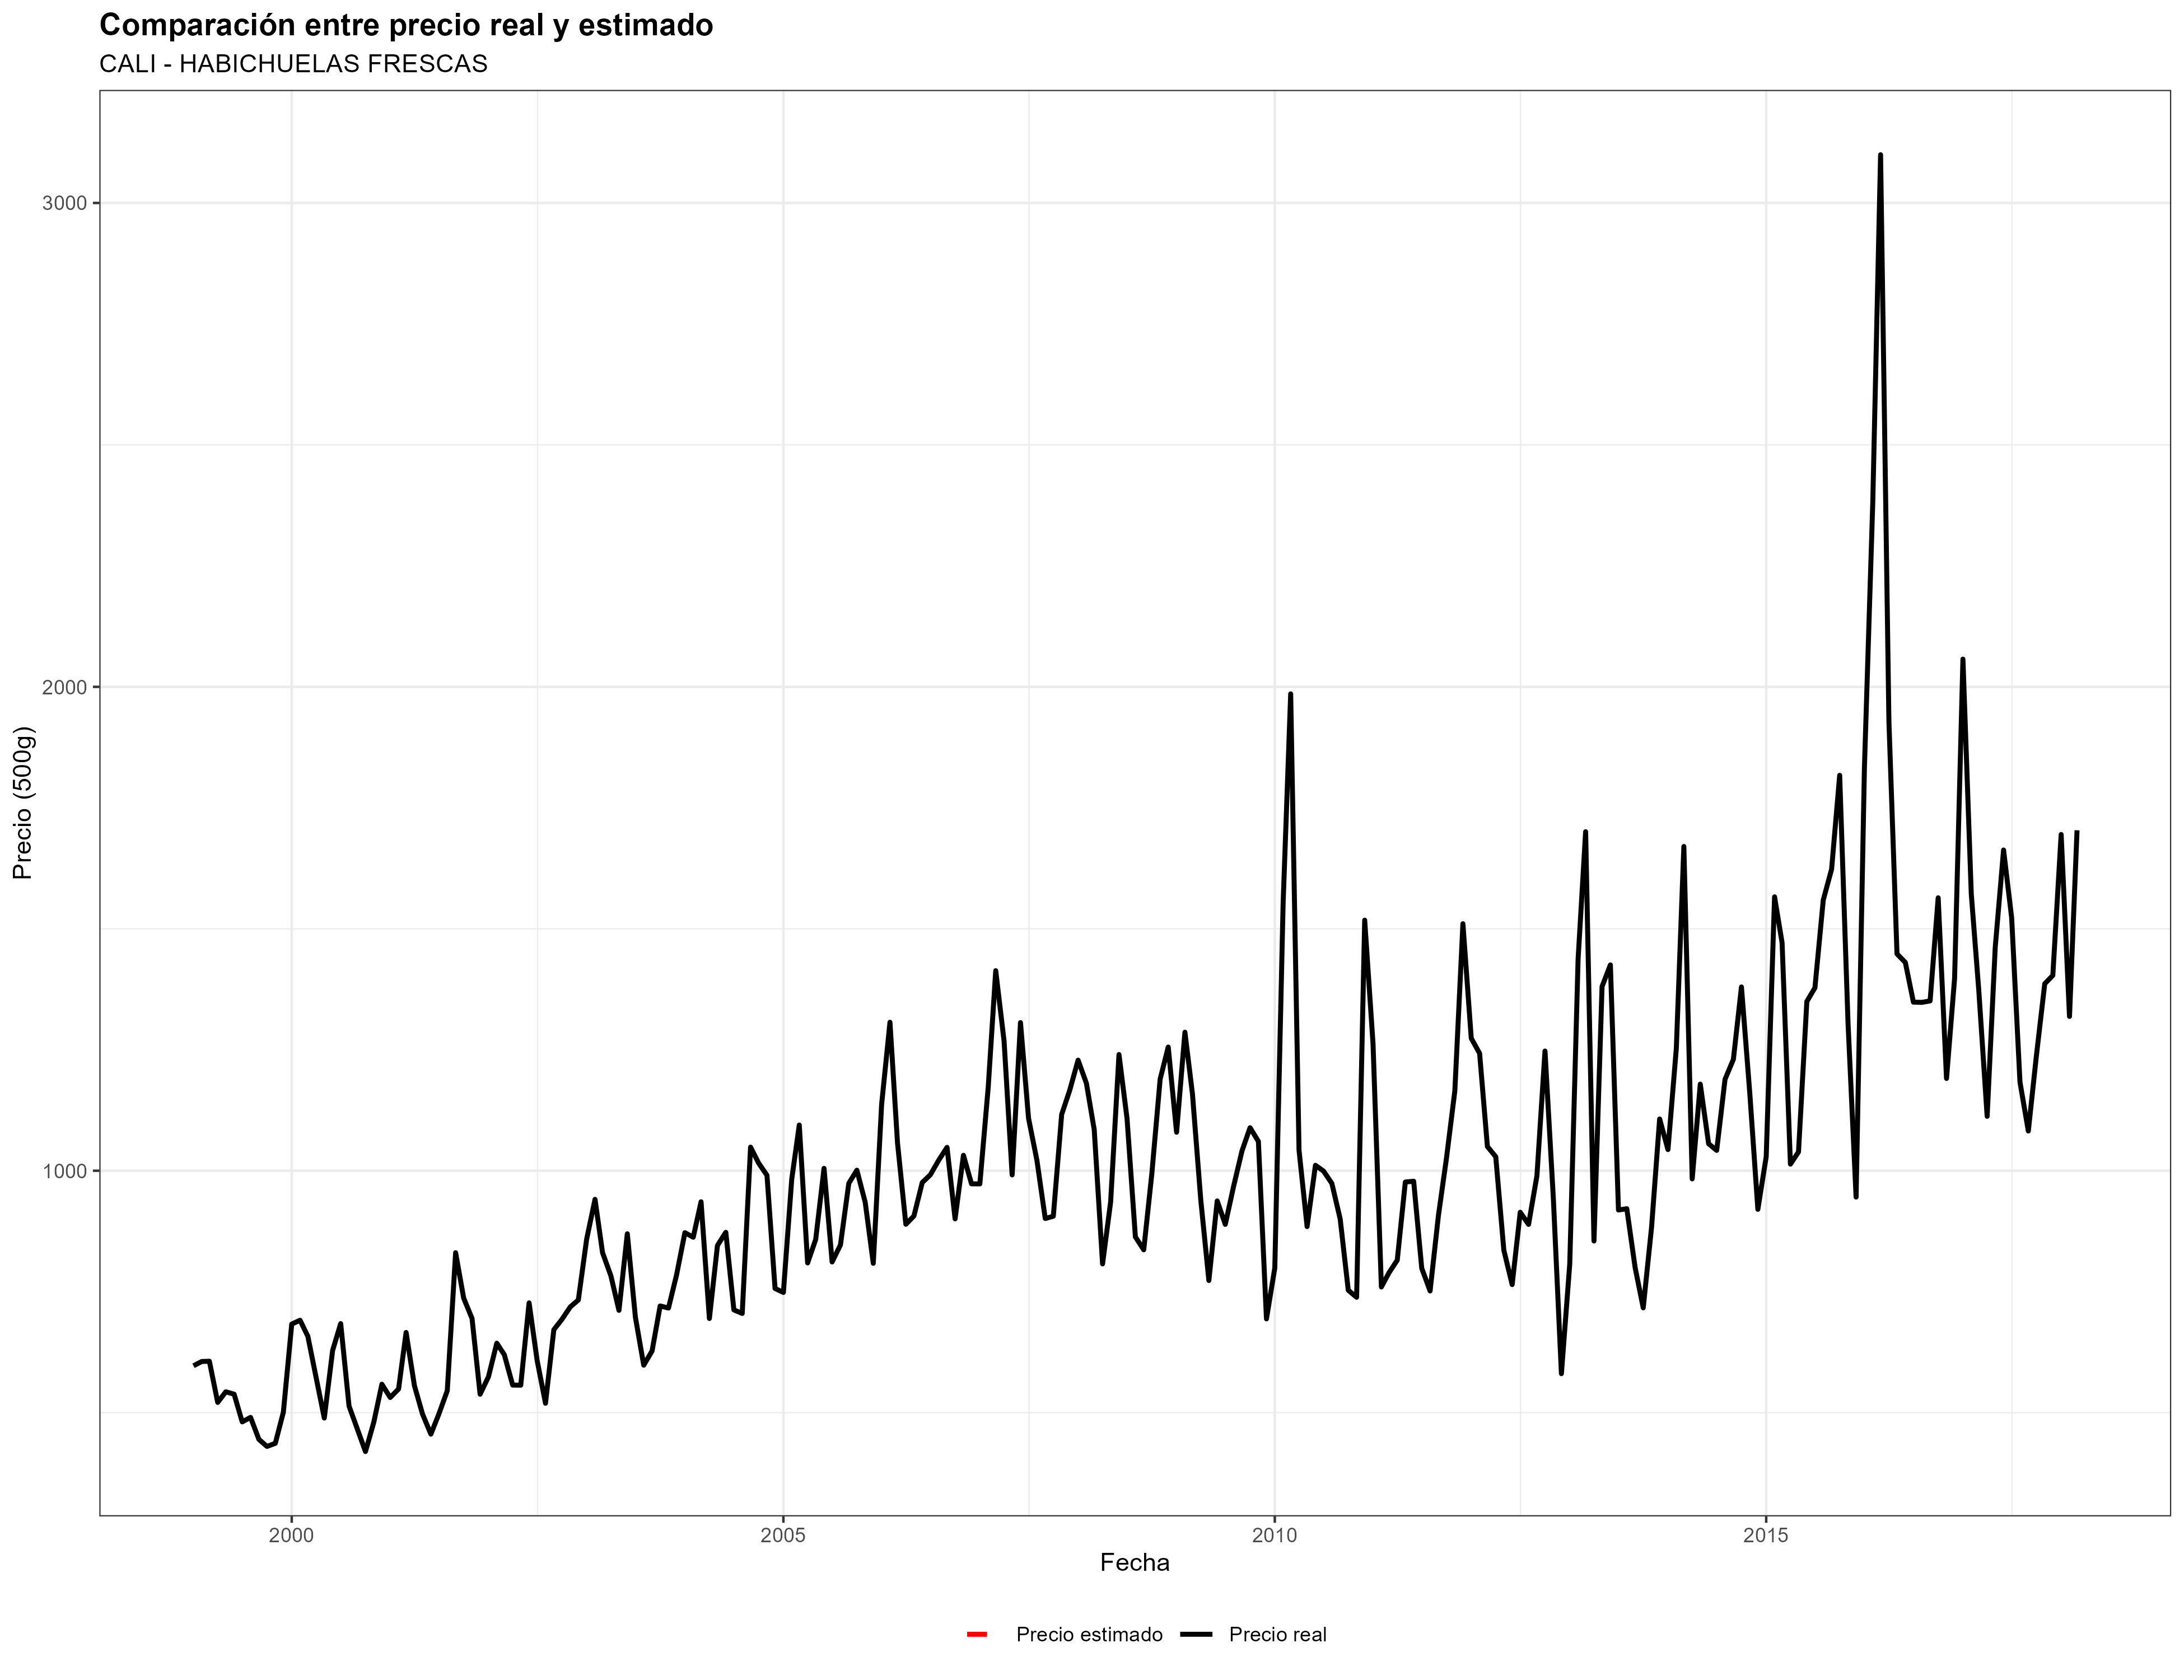 Comparación entre precio real y estimado
CALI - HABICHUELAS FRESCAS
Precio (500g)
3000
2000
1000
2000 2005 2010 2015
Fecha
Precio estimado Precio real